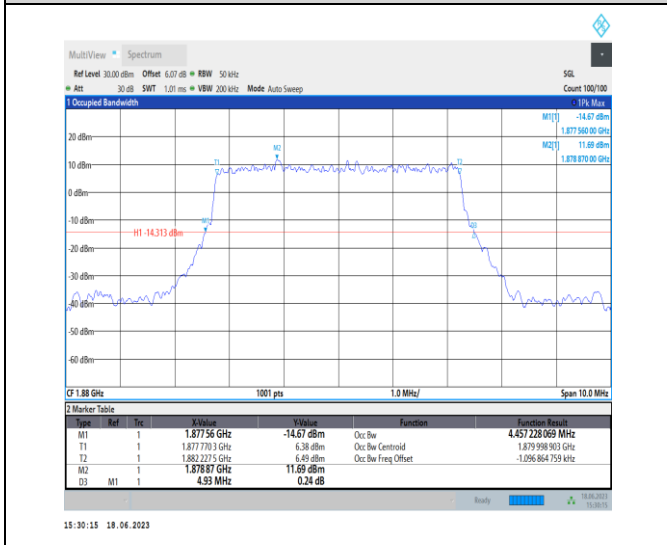 MultiView Spectrum
Ref Level 30.00 dBm Offset 6.07 dB RBW 50 kHz SGL
Att 30 dB SWT 1.01 ms VBW 200 kHz Mode Auto Sweep Count 100/100
1 Occupied Bandwidth 1Pk Max
M1[1] -14.67 dBm
1.877 560 00 GHz
M2[1] 11.69 dBm
1.878 870 00 GHz
20 dBm
M2
T1 T2
10 dBm
0 dBm
-10 dBm
M1 D3
H1 -14.313 dBm
-20 dBm
-30 dBm
-40 dBm
-50 dBm
-60 dBm
CF 1.88 GHz 1001 pts 1.0 MHz/ Span 10.0 MHz
2 Marker Table
Type Ref Trc X-Value Y-Value Function Function Result
M1 1 1.877 56 GHz -14.67 dBm Occ Bw 4.457 228 069 MHz
T1 1 1.877 770 3 GHz 6.38 dBm Occ Bw Centroid 1.879 998 903 GHz
T2 1 1.882 227 5 GHz 6.49 dBm Occ Bw Freq Offset -1.096 864 759 kHz
M2 1 1.878 87 GHz 11.69 dBm
D3 M1 1 4.93 MHz 0.24 dB
Ready 18.06.2023
15:30:15
15:30:15 18.06.2023